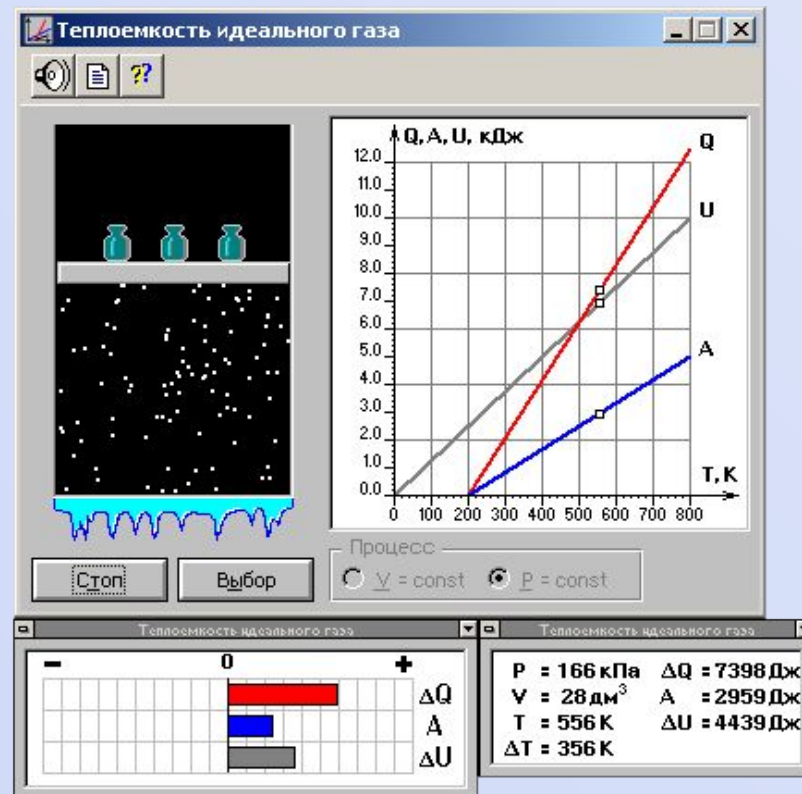 Теплоемкость идеального газа
Q, A, U, кДж
Q
U
A
12.0
11.0
10.0
9.0
8.0
7.0
6.0
5.0
4.0
3.0
2.0
1.0
0.0
T, K
0 100 200 300 400 500 600 700 800
Стоп
Выбор
Процесс
V = const
P = const
Теплоемкость идеального газа
− 0 +
ΔQ
A
ΔU
Теплоемкость идеального газа
P = 166 кПа ΔQ = 7398 Дж
V = 28 дм³ A = 2959 Дж
T = 556 K ΔU = 4439 Дж
ΔT = 356 K